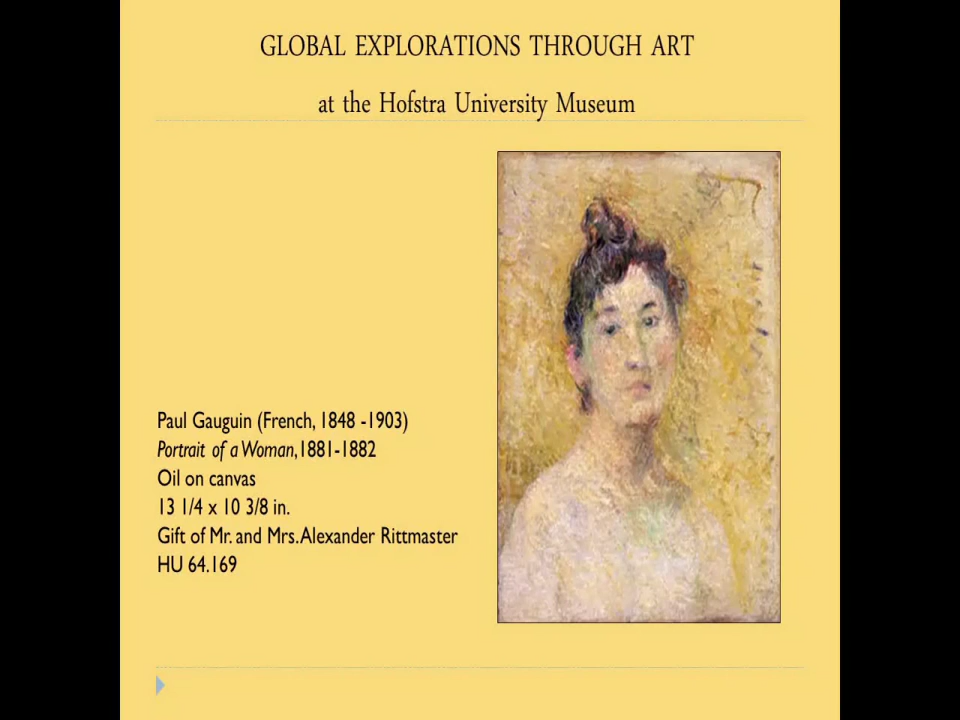 GLOBAL EXPLORATIONS THROUGH ART
at the Hofstra University Museum
Paul Gauguin (French, 1848 -1903)
Portrait of a Woman,1881-1882
Oil on canvas
13 1/4 x 10 3/8 in.
Gift of Mr. and Mrs. Alexander Rittmaster
HU 64.169